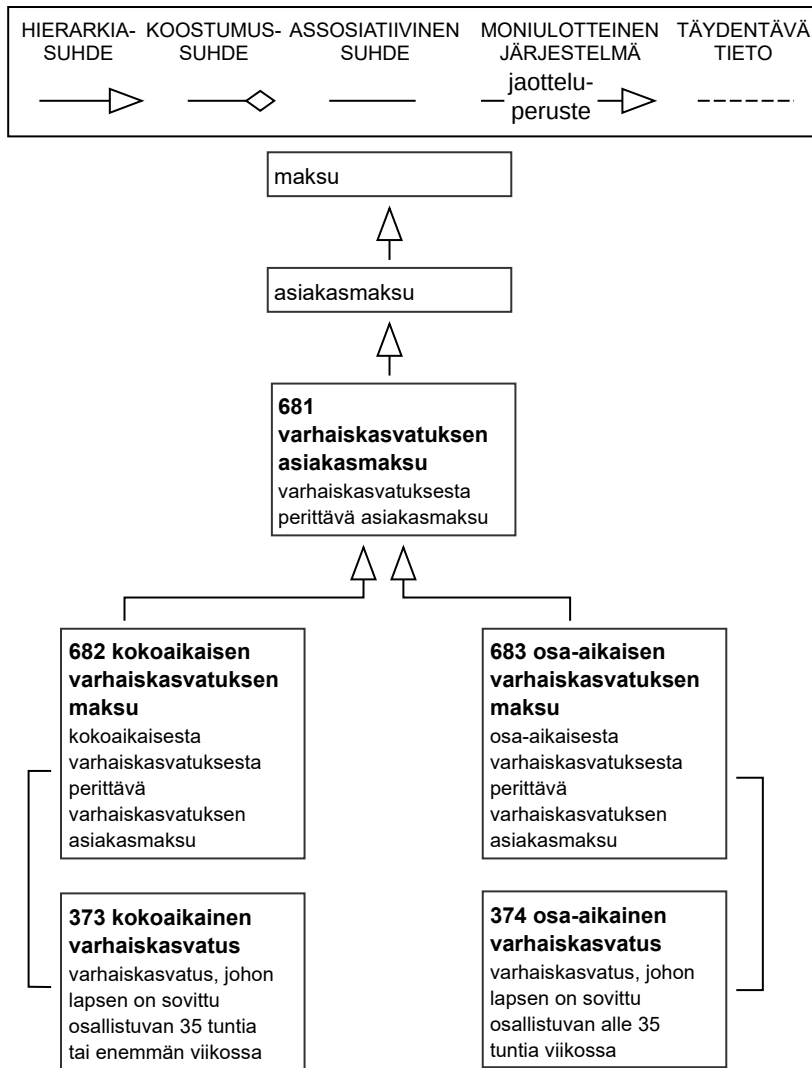 HIERARKIA-
SUHDE
KOOSTUMUS-
SUHDE
ASSOSIATIIVINEN
SUHDE
MONIULOTTEINEN
JÄRJESTELMÄ
jaottelu-
peruste
TÄYDENTÄVÄ
TIETO
maksu
asiakasmaksu
681
varhaiskasvatuksen
asiakasmaksu
varhaiskasvatuksesta
perittävä asiakasmaksu
682 kokoaikaisen
varhaiskasvatuksen
maksu
kokoaikaisesta
varhaiskasvatuksesta
perittävä
varhaiskasvatuksen
asiakasmaksu
683 osa-aikaisen
varhaiskasvatuksen
maksu
osa-aikaisesta
varhaiskasvatuksesta
perittävä
varhaiskasvatuksen
asiakasmaksu
373 kokoaikainen
varhaiskasvatus
varhaiskasvatus, johon
lapsen on sovittu
osallistuvan 35 tuntia
tai enemmän viikossa
374 osa-aikainen
varhaiskasvatus
varhaiskasvatus, johon
lapsen on sovittu
osallistuvan alle 35
tuntia viikossa